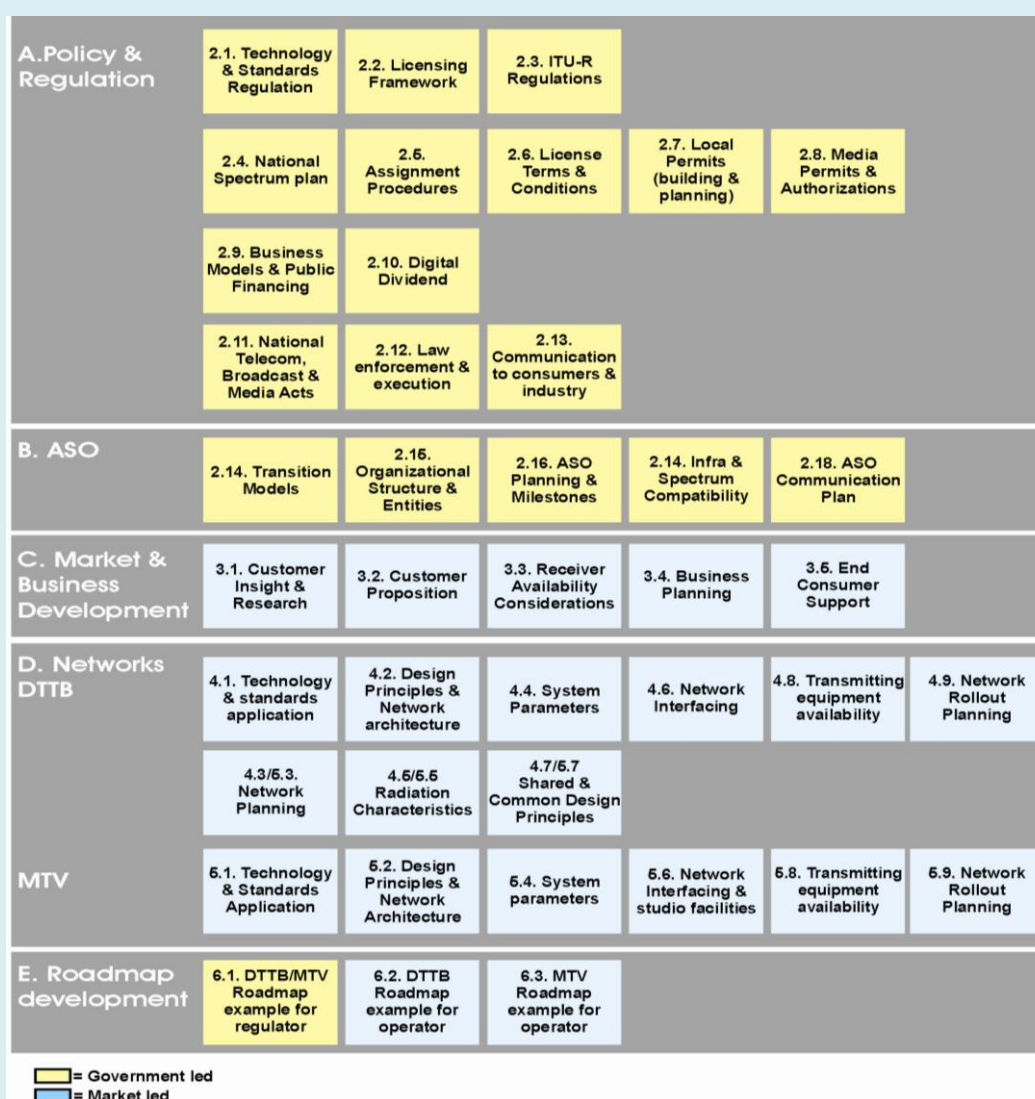 A.Policy &
Regulation
2.1. Technology
& Standards
Regulation
2.2. Licensing
Framework
2.3. ITU-R
Regulations
2.4. National
Spectrum plan
2.5.
Assignment
Procedures
2.6. License
Terms &
Conditions
2.7. Local
Permits
(building &
planning)
2.8. Media
Permits &
Authorizations
2.9. Business
Models & Public
Financing
2.10. Digital
Dividend
2.11. National
Telecom,
Broadcast &
Media Acts
2.12. Law
enforcement &
execution
2.13.
Communication
to consumers &
industry
B. ASO
2.14. Transition
Models
2.15.
Organizational
Structure &
Entities
2.16. ASO
Planning &
Milestones
2.14. Infra &
Spectrum
Compatibility
2.18. ASO
Communication
Plan
C. Market &
Business
Development
3.1. Customer
Insight &
Research
3.2. Customer
Proposition
3.3. Receiver
Availability
Considerations
3.4. Business
Planning
3.5. End
Consumer
Support
D. Networks
DTTB
4.1. Technology
& standards
application
4.2. Design
Principles &
Network
architecture
4.4. System
Parameters
4.6. Network
Interfacing
4.8. Transmitting
equipment
availability
4.9. Network
Rollout
Planning
4.3/5.3.
Network
Planning
4.5/5.5
Radiation
Characteristics
4.7/5.7
Shared &
Common Design
Principles
MTV
5.1. Technology
& Standards
Application
5.2. Design
Principles &
Network
Architecture
5.4. System
parameters
5.6. Network
Interfacing &
studio facilities
5.8. Transmitting
equipment
availability
5.9. Network
Rollout
Planning
E. Roadmap
development
6.1. DTTB/MTV
Roadmap
example for
regulator
6.2. DTTB
Roadmap
example for
operator
6.3. MTV
Roadmap
example for
operator
= Government led
= Market led